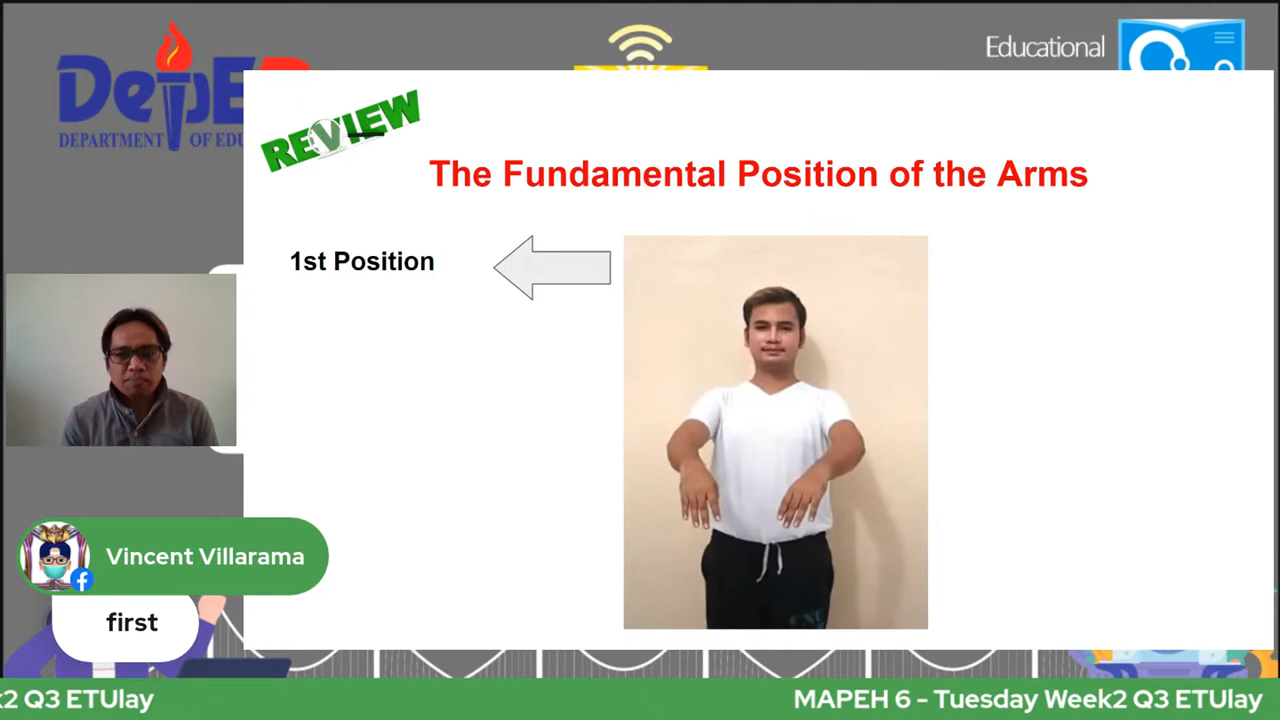 DepED
DEPARTMENT OF EDU
Educational
REVIEW
The Fundamental Position of the Arms
1st Position
Vincent Villarama
first
k2 Q3 ETUlay
MAPEH 6 - Tuesday Week2 Q3 ETUlay